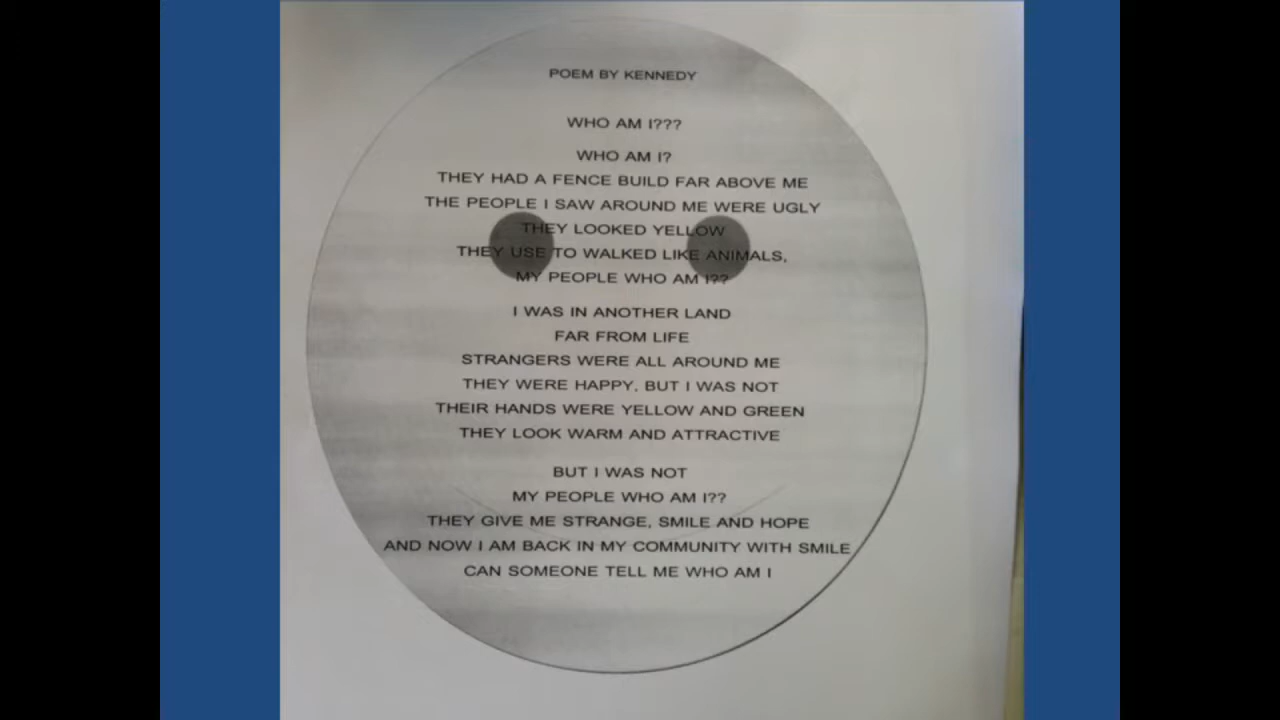 POEM BY KENNEDY
WHO AM I???
WHO AM I?
THEY HAD A FENCE BUILD FAR ABOVE ME
THE PEOPLE I SAW AROUND ME WERE UGLY
THEY LOOKED YELLOW
THEY USE TO WALKED LIKE ANIMALS,
MY PEOPLE WHO AM I??
I WAS IN ANOTHER LAND
FAR FROM LIFE
STRANGERS WERE ALL AROUND ME
THEY WERE HAPPY, BUT I WAS NOT
THEIR HANDS WERE YELLOW AND GREEN
THEY LOOK WARM AND ATTRACTIVE
BUT I WAS NOT
MY PEOPLE WHO AM I??
THEY GIVE ME STRANGE, SMILE AND HOPE
AND NOW I AM BACK IN MY COMMUNITY WITH SMILE
CAN SOMEONE TELL ME WHO AM I